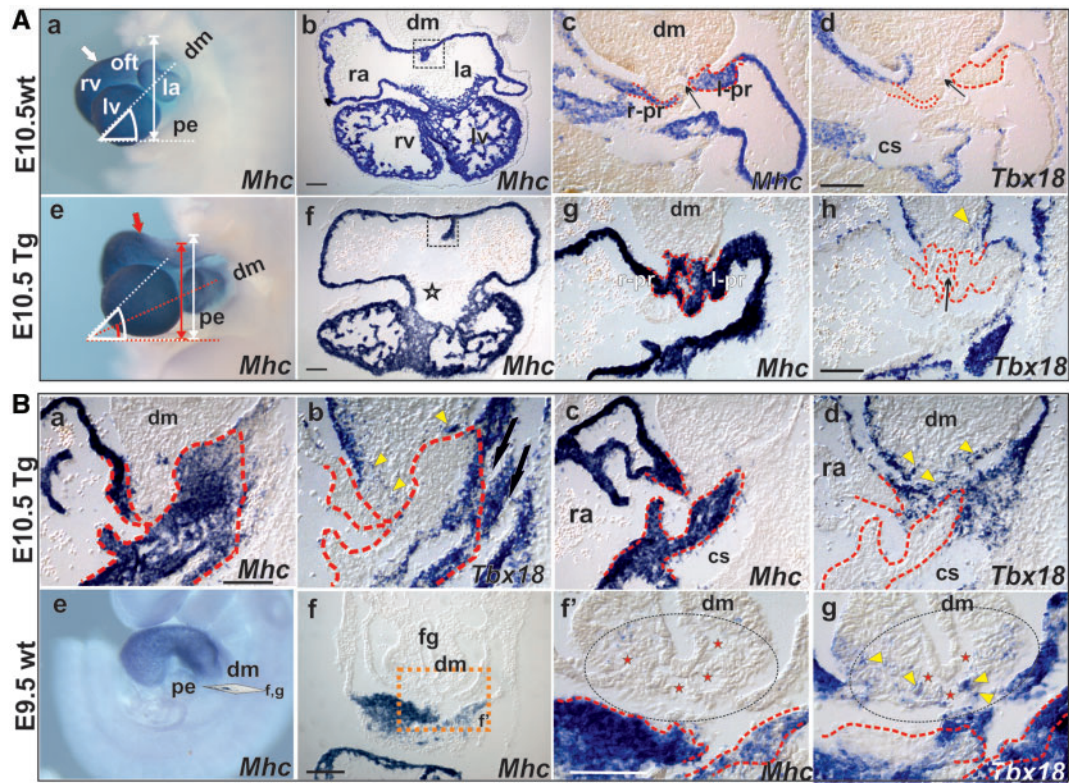 A
E10.5wt
a
dm
rv
oft
la
lv
pe
Mhc
b
dm
ra
la
rv
lv
Mhc
c
dm
r-pr
l-pr
Mhc
d
cs
Tbx18
E10.5 Tg
e
dm
pe
Mhc
f
Mhc
g
dm
r-pr
l-pr
Mhc
h
Tbx18
B
E10.5 Tg
a
dm
Mhc
b
Tbx18
c
ra
cs
Mhc
d
dm
ra
cs
Tbx18
E9.5 wt
e
dm
pe
f,g
Mhc
f
fg
dm
f'
Mhc
f'
dm
Mhc
g
dm
Tbx18